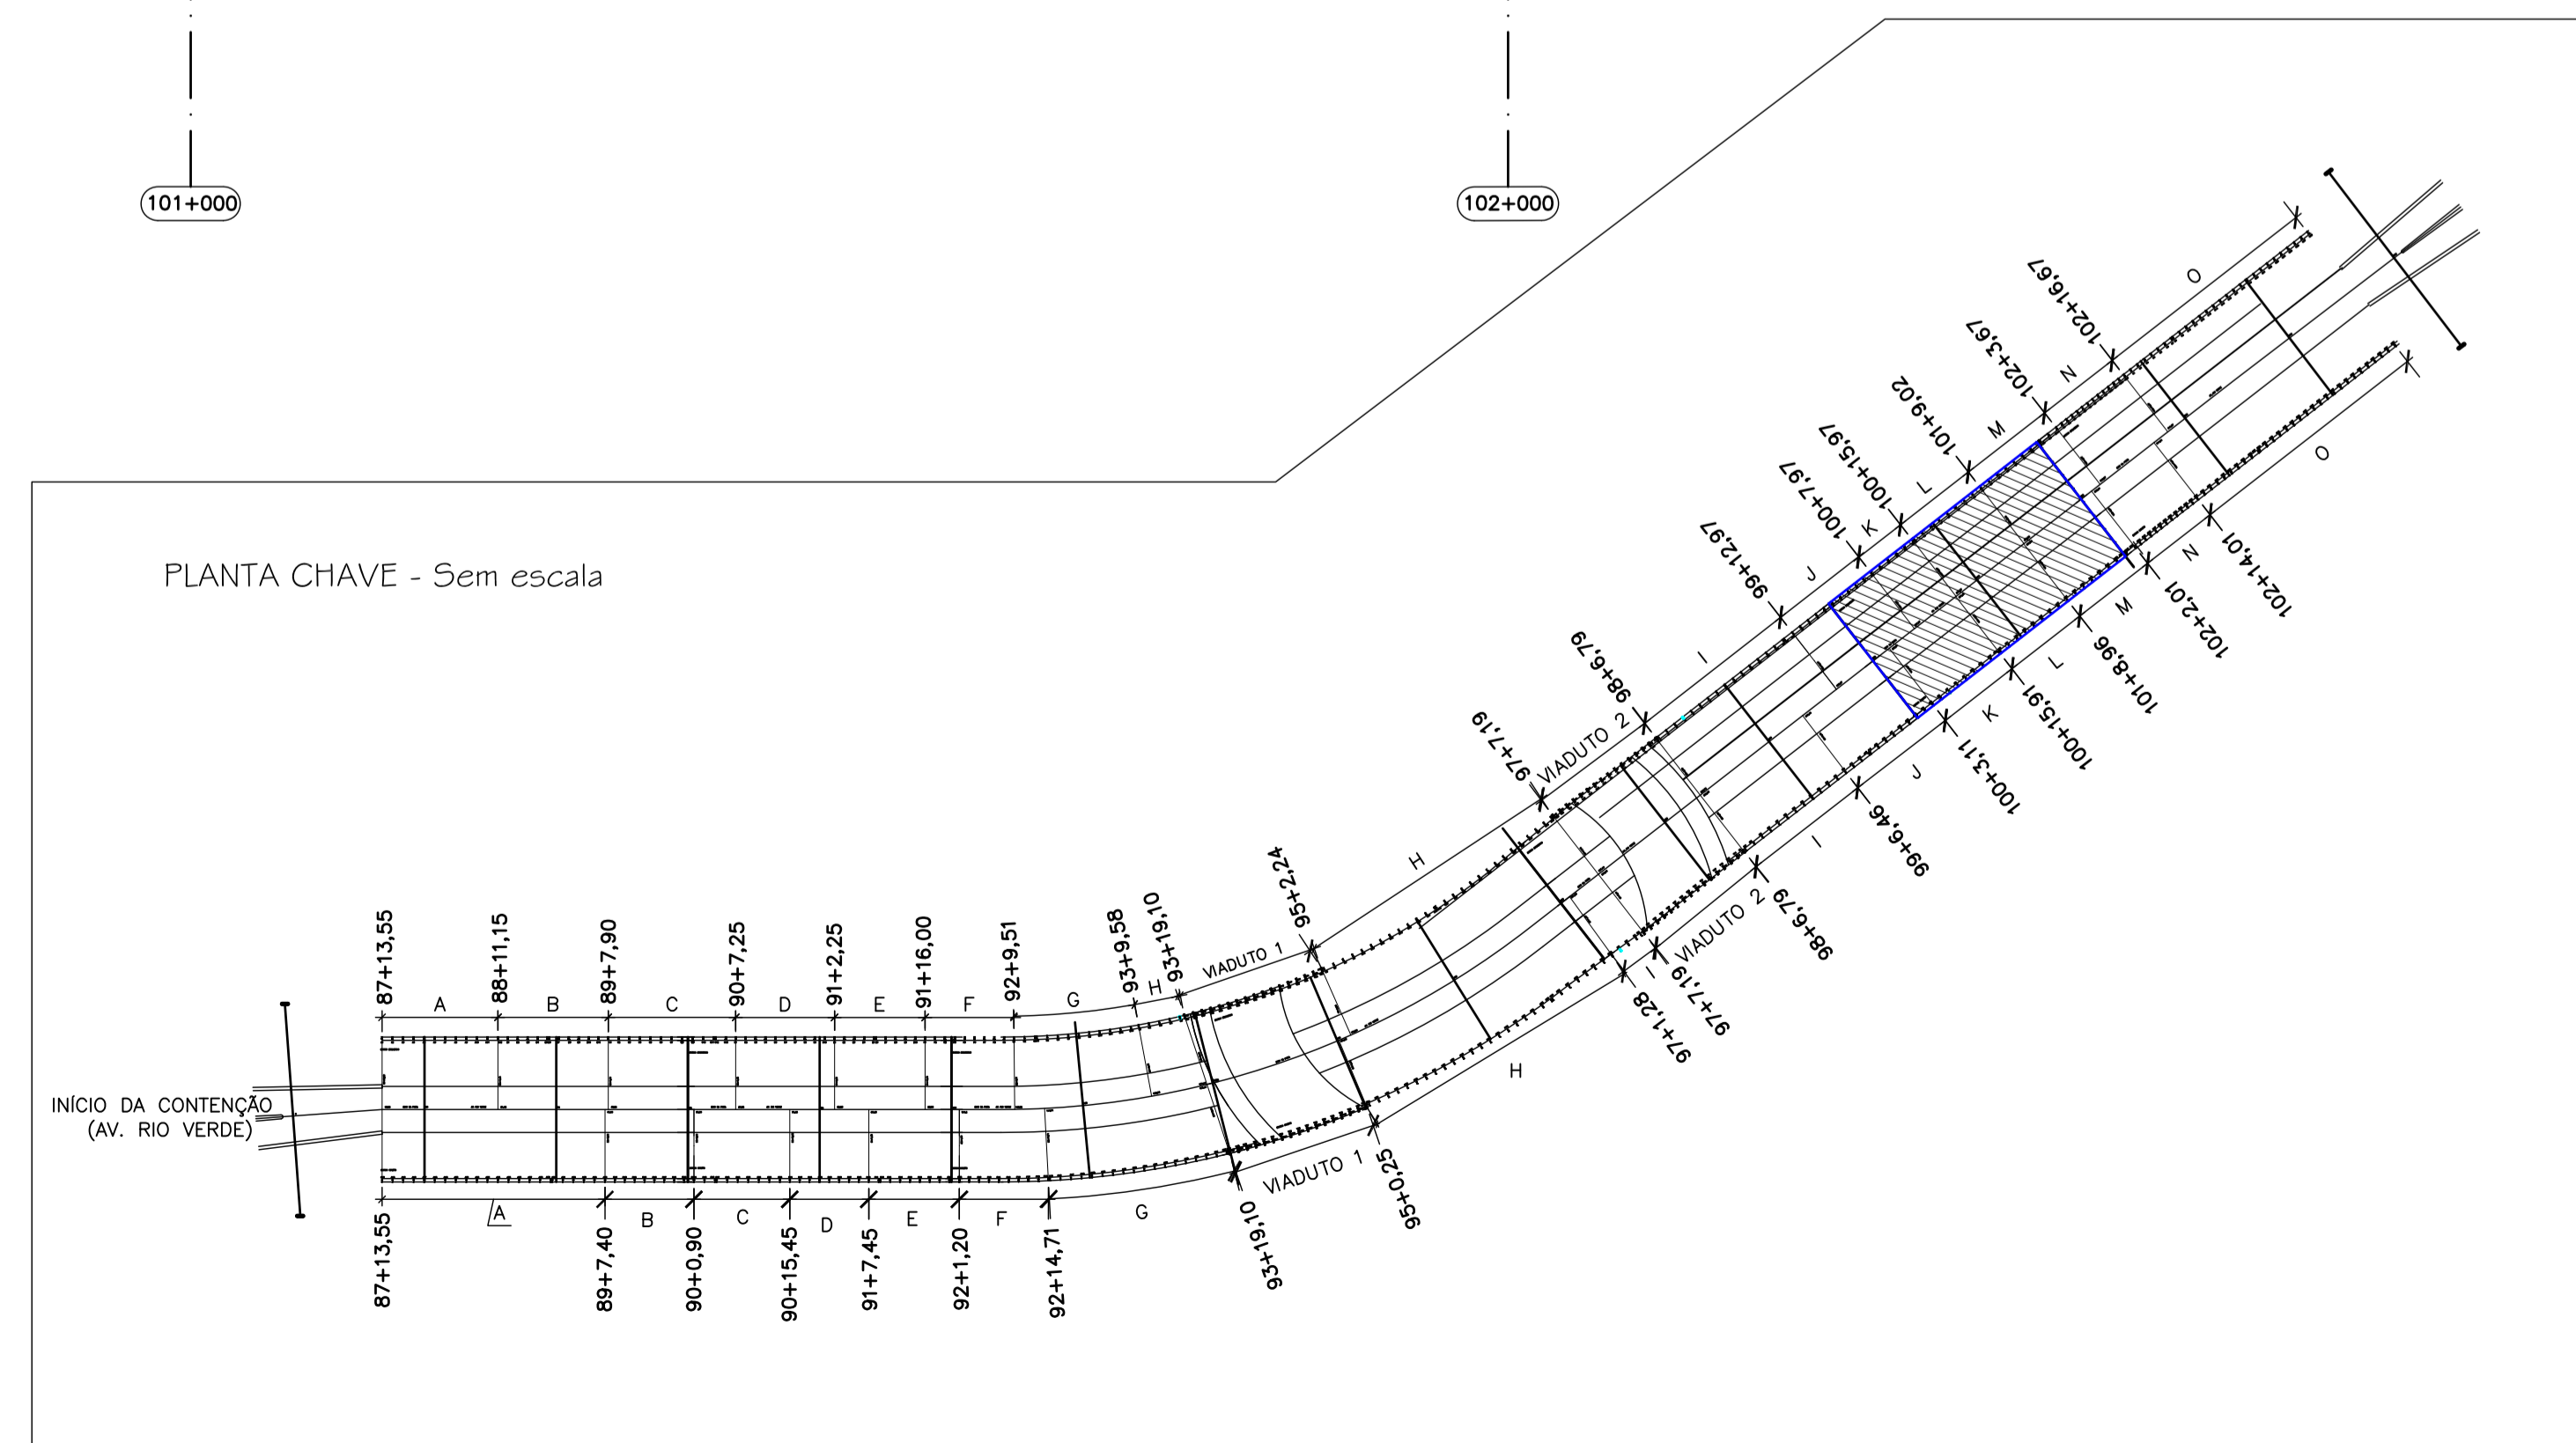 101+000
102+000
PLANTA CHAVE - Sem escala
INÍCIO DA CONTENÇÃO
(AV. RIO VERDE)
87+13,55
A
88+11,15
B
89+7,90
C
90+7,25
D
91+2,25
E
91+16,00
F
92+9,51
G
93+9,58
H
93+19,10
VIADUTO 1
95+2,24
H
97+7,19
VIADUTO 2
98+6,79
I
99+12,97
J
100+7,97
K
100+15,97
L
101+9,02
M
102+3,67
N
102+16,67
O
87+13,55
A
89+7,40
B
90+0,90
C
90+15,45
D
91+7,45
E
92+1,20
F
92+14,71
G
93+19,10
VIADUTO 1
95+0,25
H
97+1,28
I
97+7,19
VIADUTO 2
98+6,79
I
99+6,46
J
100+3,11
K
100+15,91
L
101+8,96
M
102+2,01
N
102+14,01
O